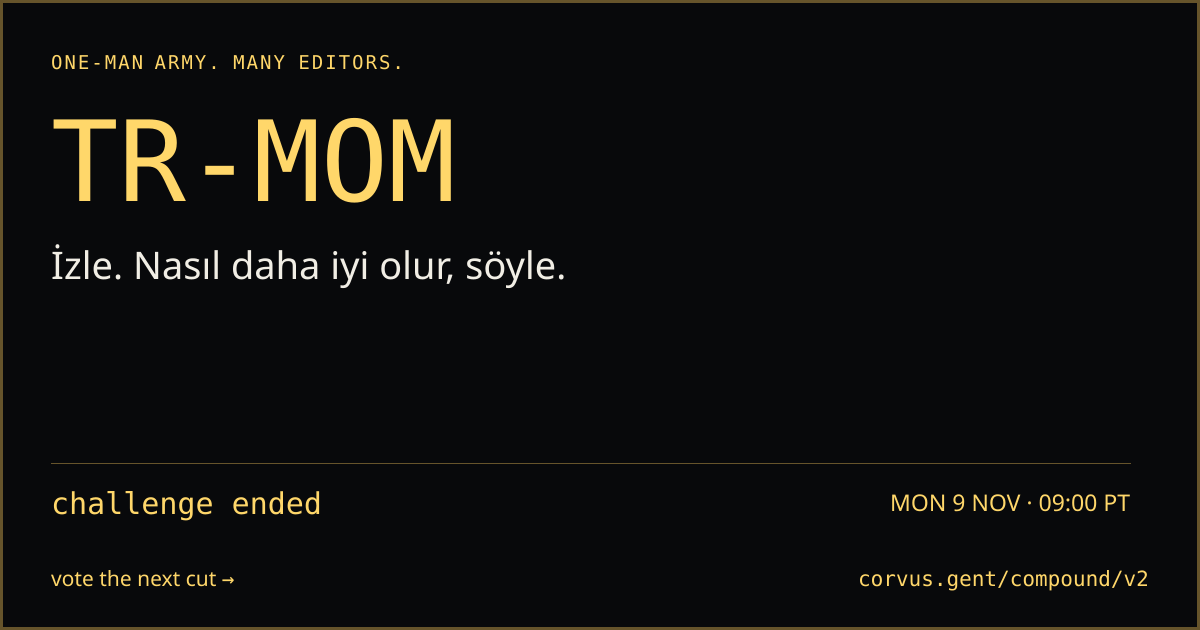 ONE-MAN ARMY. MANY EDITORS.
TR-MOM
İzle. Nasıl daha iyi olur, söyle.
challenge ended
MON 9 NOV · 09:00 PT
vote the next cut →
corvus.gent/compound/v2